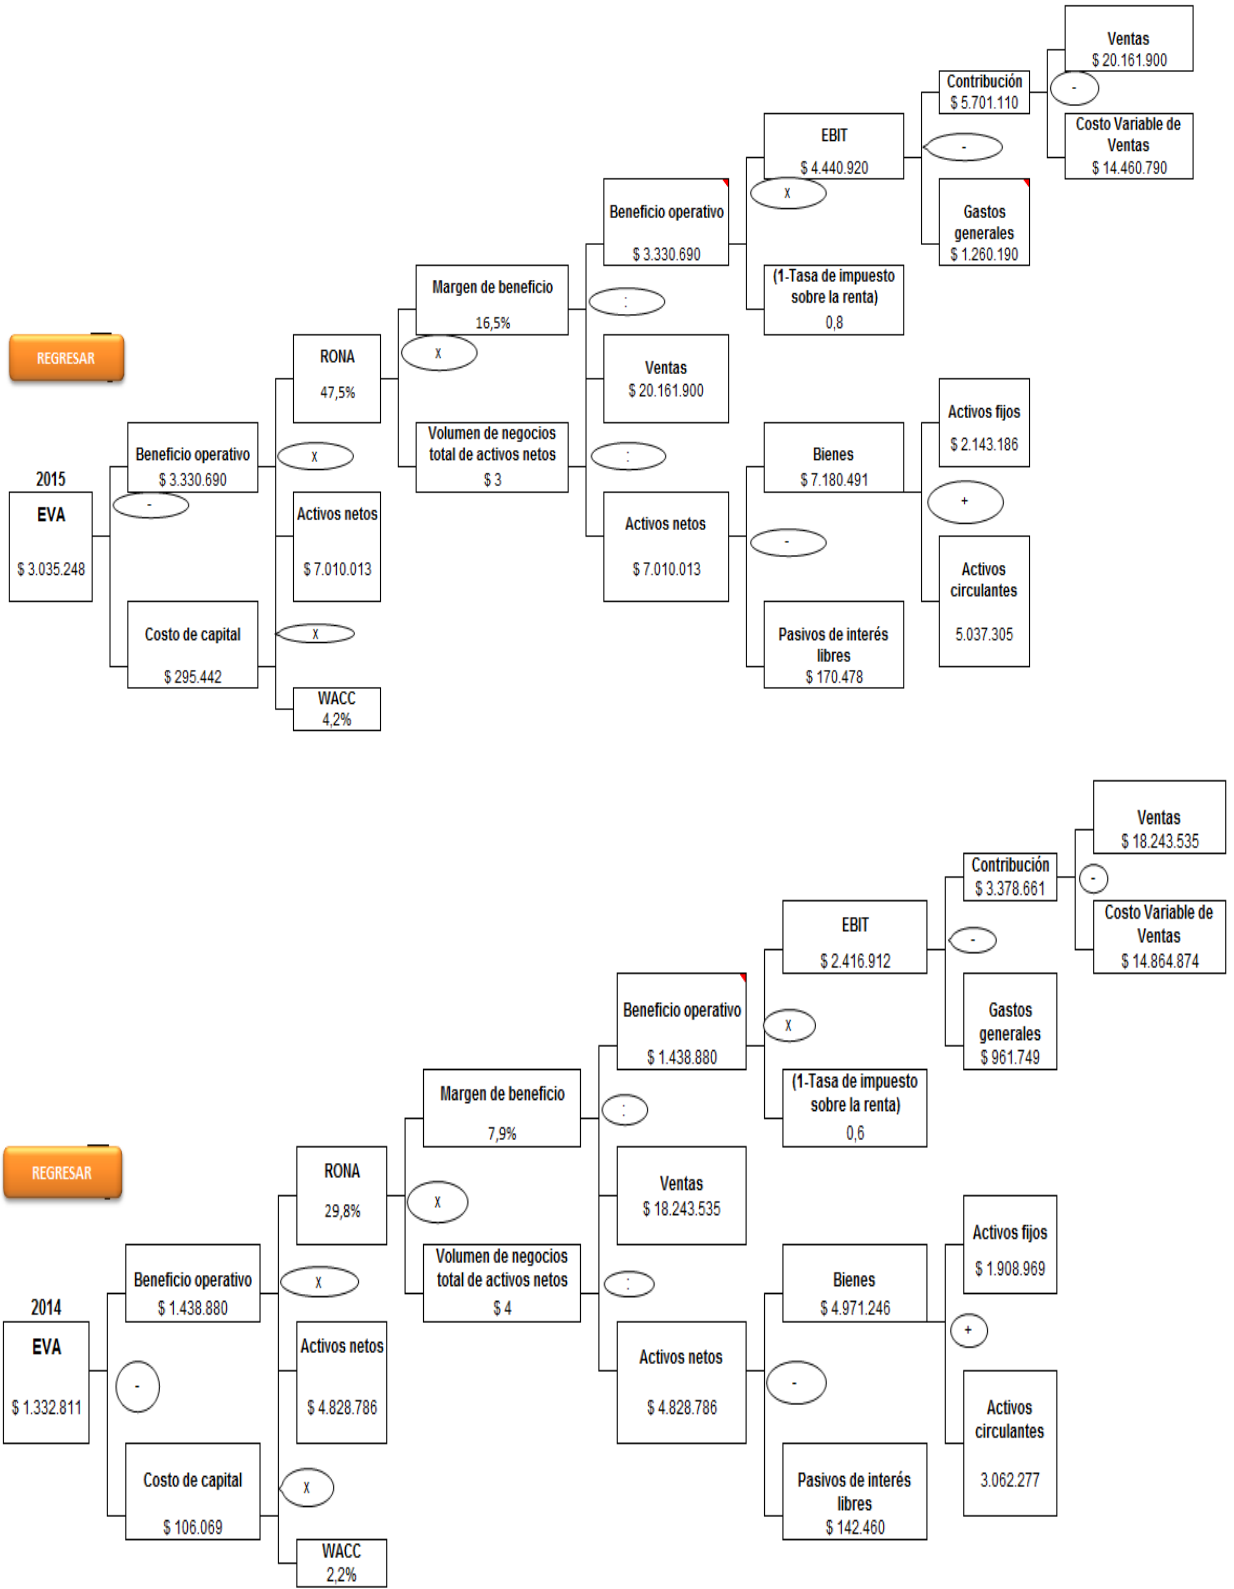 Ventas
$ 20.161.900
-
Contribución
$ 5.701.110
Costo Variable de
Ventas
$ 14.460.790
EBIT
$ 4.440.920
-
X
Gastos
generales
$ 1.260.190
Beneficio operativo
$ 3.330.690
(1-Tasa de impuesto
sobre la renta)
0,8
Margen de beneficio
16,5%
:
REGRESAR
RONA
47,5%
X
Ventas
$ 20.161.900
Activos fijos
$ 2.143.186
Volumen de negocios
total de activos netos
$ 3
:
Bienes
$ 7.180.491
Beneficio operativo
$ 3.330.690
X
2015
EVA
$ 3.035.248
-
Activos netos
$ 7.010.013
Activos netos
$ 7.010.013
-
+
Activos
circulantes
5.037.305
Costo de capital
$ 295.442
X
Pasivos de interés
libres
$ 170.478
WACC
4,2%
Ventas
$ 18.243.535
Contribución
$ 3.378.661
-
Costo Variable de
Ventas
$ 14.864.874
EBIT
$ 2.416.912
-
Gastos
generales
$ 961.749
Beneficio operativo
$ 1.438.880
X
(1-Tasa de impuesto
sobre la renta)
0,6
Margen de beneficio
7,9%
:
REGRESAR
RONA
29,8%
X
Ventas
$ 18.243.535
Activos fijos
$ 1.908.969
Volumen de negocios
total de activos netos
$ 4
:
Bienes
$ 4.971.246
Beneficio operativo
$ 1.438.880
X
2014
EVA
$ 1.332.811
-
Activos netos
$ 4.828.786
Activos netos
$ 4.828.786
-
+
Activos
circulantes
3.062.277
Costo de capital
$ 106.069
X
Pasivos de interés
libres
$ 142.460
WACC
2,2%